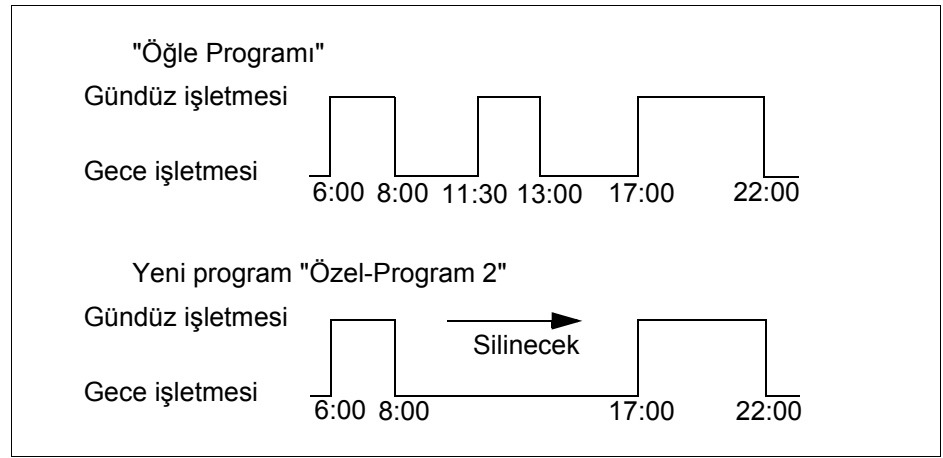 "Öğle Programı"
Gündüz işletmesi
Gece işletmesi
6:00 8:00 11:30 13:00 17:00 22:00
Yeni program "Özel-Program 2"
Gündüz işletmesi
Silinecek
Gece işletmesi
6:00 8:00 17:00 22:00